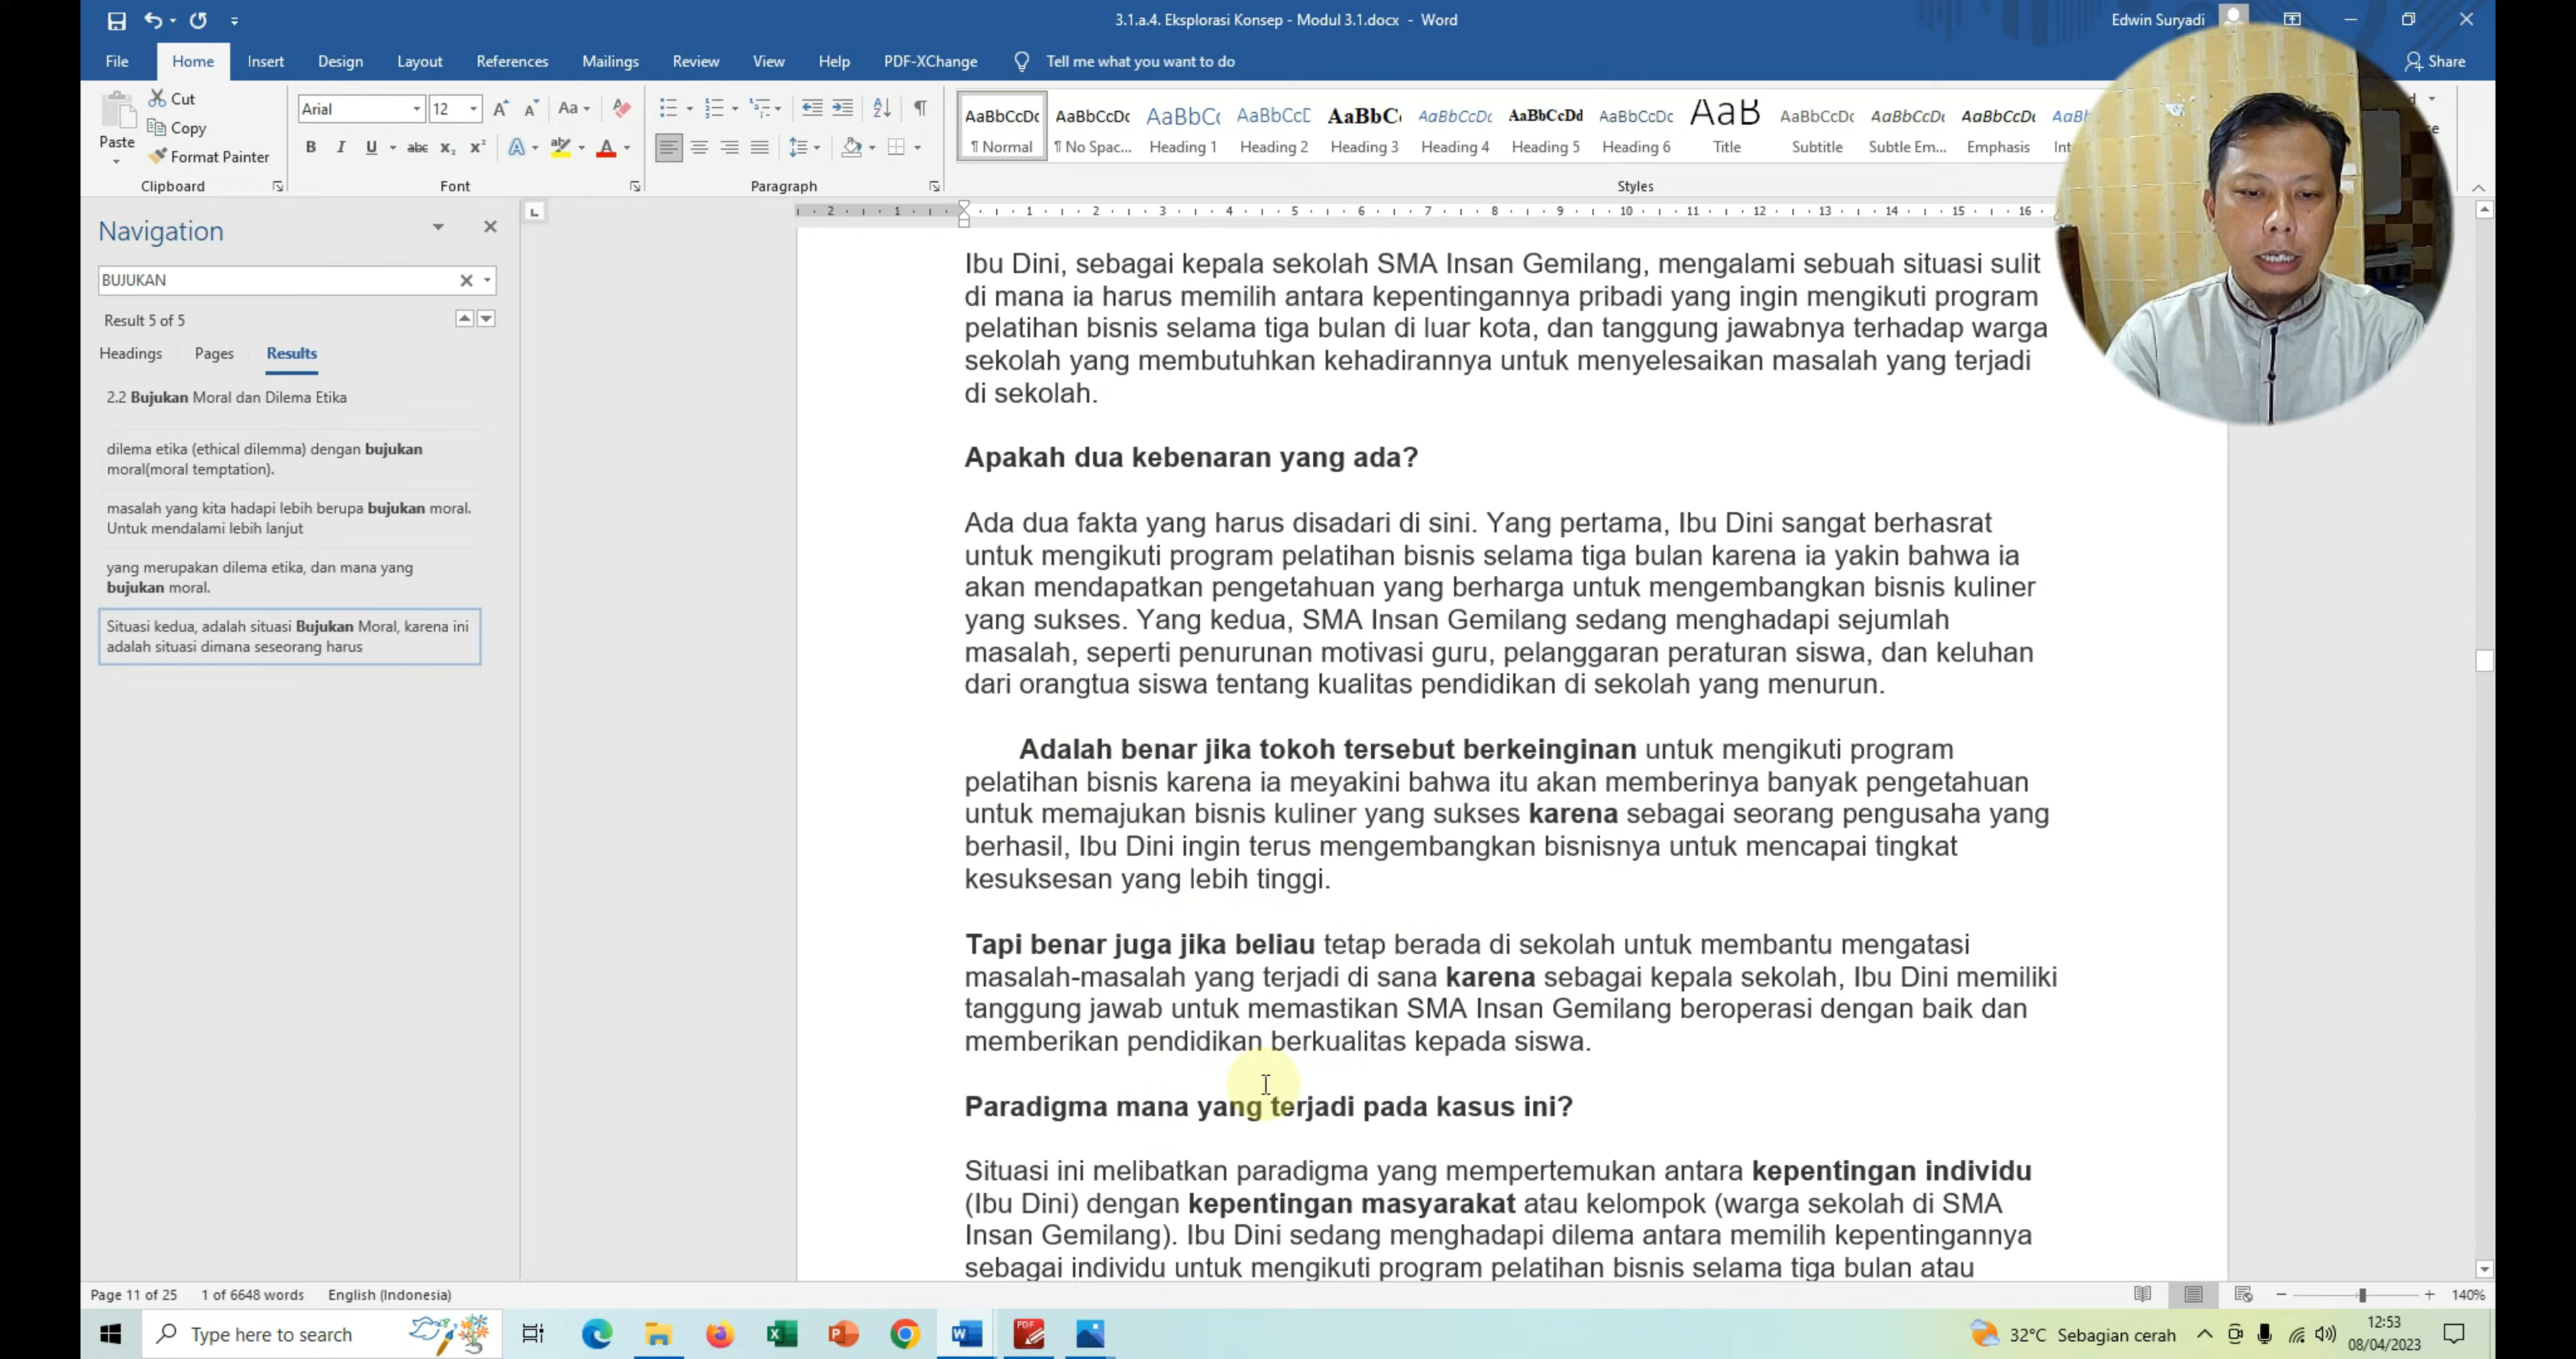 3.1.a.4. Eksplorasi Konsep - Modul 3.1.docx - Word
Edwin Suryadi
File Home Insert Design Layout References Mailings Review View Help PDF-XChange Tell me what you want to do
Share
Paste
Cut
Copy
Format Painter
Clipboard
Arial 12
Font
Paragraph
AaBbCcDc AaBbCcDc AaBbC AaBbCcD AaBbC AaBbCcDc AaBbCcDd AaBbCcDc AaB AaBbCcDc AaBbCcDc AaBbCcDc AaBb
¶ Normal ¶ No Spac... Heading 1 Heading 2 Heading 3 Heading 4 Heading 5 Heading 6 Title Subtitle Subtle Em... Emphasis
Styles
2 1 1 2 3 4 5 6 7 8 9 10 11 12 13 14 15 16
Navigation
BUJUKAN
Result 5 of 5
Headings Pages Results
2.2 Bujukan Moral dan Dilema Etika
dilema etika (ethical dilemma) dengan bujukan
moral(moral temptation).
masalah yang kita hadapi lebih berupa bujukan moral.
Untuk mendalami lebih lanjut
yang merupakan dilema etika, dan mana yang
bujukan moral.
Situasi kedua, adalah situasi Bujukan Moral, karena ini
adalah situasi dimana seseorang harus
Ibu Dini, sebagai kepala sekolah SMA Insan Gemilang, mengalami sebuah situasi sulit
di mana ia harus memilih antara kepentingannya pribadi yang ingin mengikuti program
pelatihan bisnis selama tiga bulan di luar kota, dan tanggung jawabnya terhadap warga
sekolah yang membutuhkan kehadirannya untuk menyelesaikan masalah yang terjadi
di sekolah.
Apakah dua kebenaran yang ada?
Ada dua fakta yang harus disadari di sini. Yang pertama, Ibu Dini sangat berhasrat
untuk mengikuti program pelatihan bisnis selama tiga bulan karena ia yakin bahwa ia
akan mendapatkan pengetahuan yang berharga untuk mengembangkan bisnis kuliner
yang sukses. Yang kedua, SMA Insan Gemilang sedang menghadapi sejumlah
masalah, seperti penurunan motivasi guru, pelanggaran peraturan siswa, dan keluhan
dari orangtua siswa tentang kualitas pendidikan di sekolah yang menurun.
Adalah benar jika tokoh tersebut berkeinginan untuk mengikuti program
pelatihan bisnis karena ia meyakini bahwa itu akan memberinya banyak pengetahuan
untuk memajukan bisnis kuliner yang sukses karena sebagai seorang pengusaha yang
berhasil, Ibu Dini ingin terus mengembangkan bisnisnya untuk mencapai tingkat
kesuksesan yang lebih tinggi.
Tapi benar juga jika beliau tetap berada di sekolah untuk membantu mengatasi
masalah-masalah yang terjadi di sana karena sebagai kepala sekolah, Ibu Dini memiliki
tanggung jawab untuk memastikan SMA Insan Gemilang beroperasi dengan baik dan
memberikan pendidikan berkualitas kepada siswa.
Paradigma mana yang terjadi pada kasus ini?
Situasi ini melibatkan paradigma yang mempertemukan antara kepentingan individu
(Ibu Dini) dengan kepentingan masyarakat atau kelompok (warga sekolah di SMA
Insan Gemilang). Ibu Dini sedang menghadapi dilema antara memilih kepentingannya
sebagai individu untuk mengikuti program pelatihan bisnis selama tiga bulan atau
Page 11 of 25 1 of 6648 words English (Indonesia)
140%
Type here to search
32°C Sebagian cerah
12:53
08/04/2023